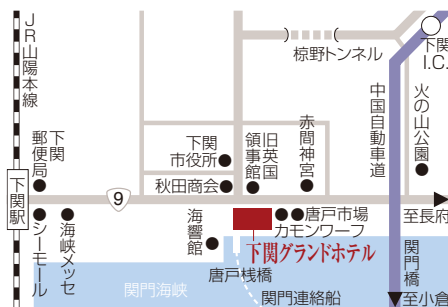 JR山陽本線
椋野トンネル
下関
I.C.
中国自動車道
火の山公園
下関
郵便局
下関
市役所
秋田商会
旧英国
領事館
赤間神宮
下関駅
9
至長府
シーモール
海峡メッセ
海響館
唐戸市場
カモンワーフ
下関グランドホテル
唐戸桟橋
関門橋
関門海峡
関門連絡船
至小倉